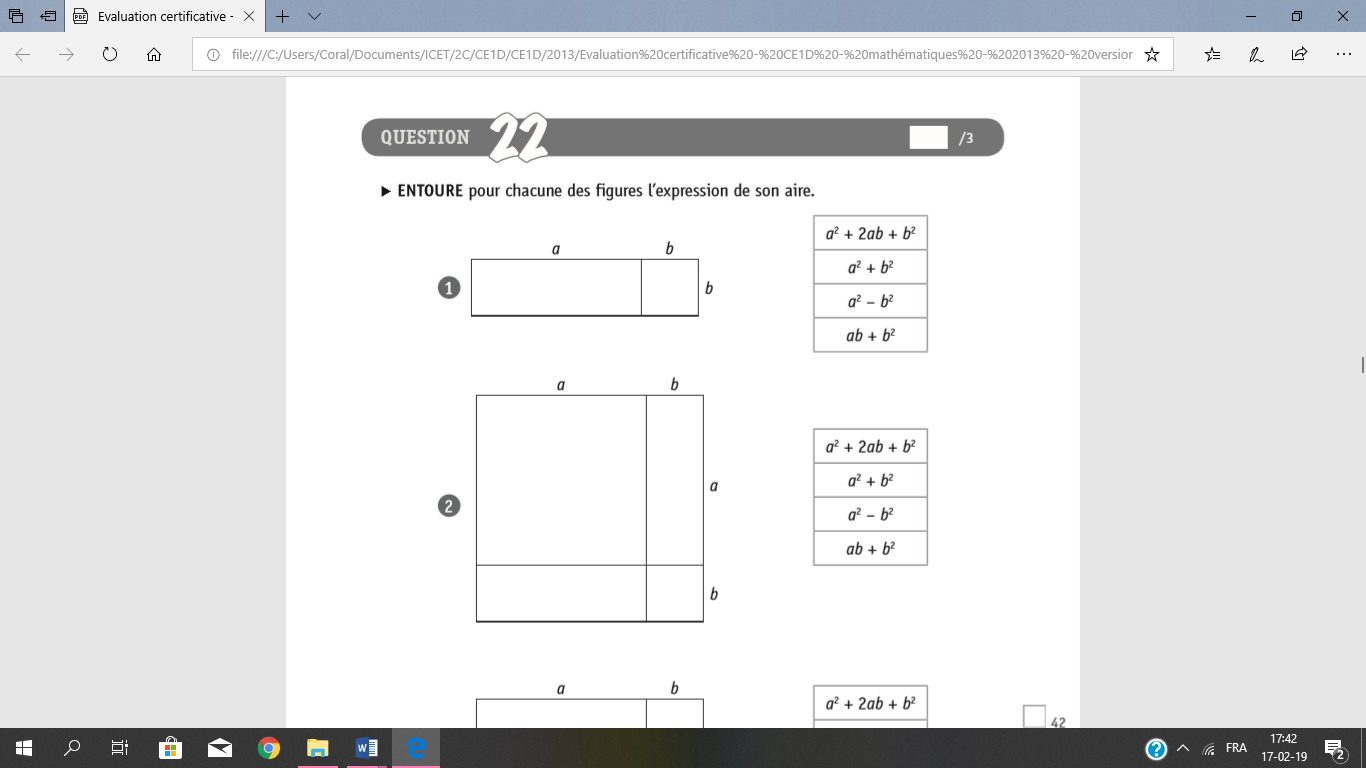 Evaluation certificative -
file:///C:/Users/Coral/Documents/ICET/2C/CE1D/CE1D/2013/Evaluation%20certificative%20-%20CE1D%20-%20mathématiques%20-%202013%20-%20version
QUESTION 22 /3
► ENTOURE pour chacune des figures l'expression de son aire.
1
a b
b
a² + 2ab + b²
a² + b²
a² – b²
ab + b²
2
a b
a
b
a² + 2ab + b²
a² + b²
a² – b²
ab + b²
a b
a² + 2ab + b²
42
FRA
17:42
17-02-19
2